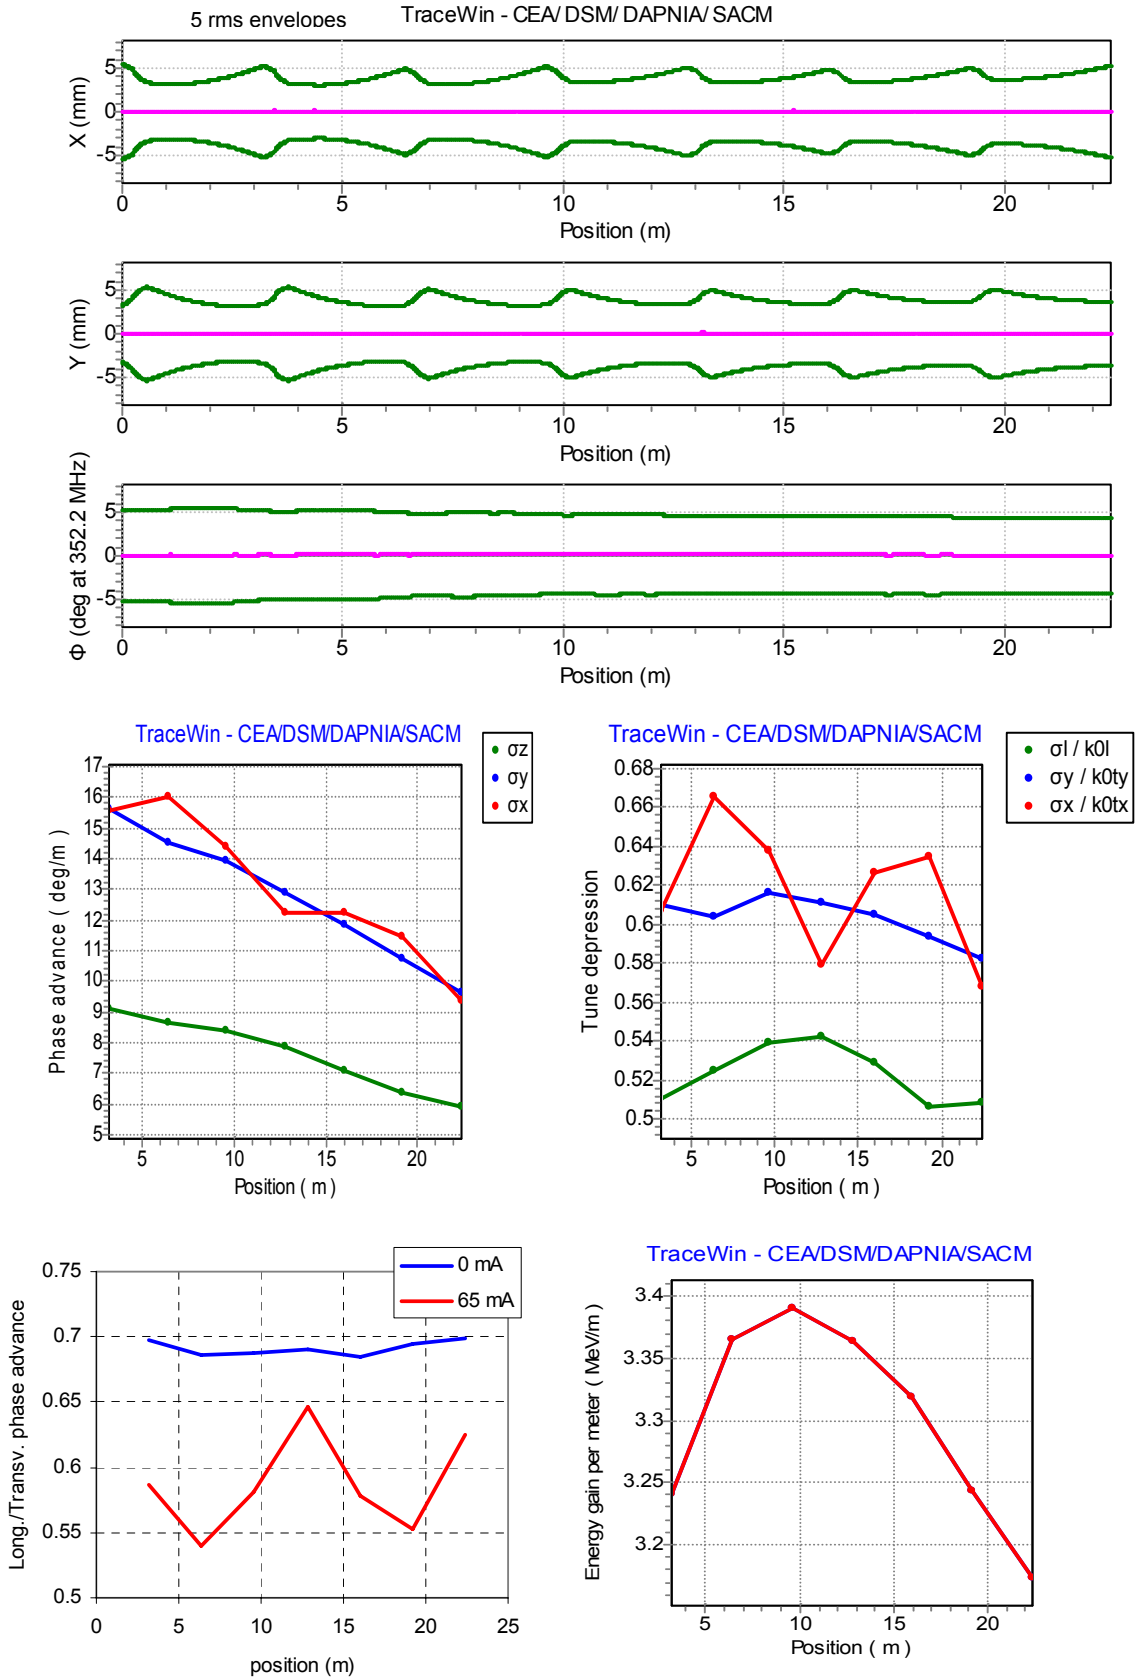 5 rms envelopes
TraceWin - CEA/ DSM/ DAPNIA/ SACM
X (mm)
5
0
-5
0 5 10 15 20
Position (m)
Y (mm)
5
0
-5
0 5 10 15 20
Position (m)
Φ (deg at 352.2 MHz)
5
0
-5
0 5 10 15 20
Position (m)
TraceWin - CEA/DSM/DAPNIA/SACM
σz
σy
σx
Phase advance ( deg/m )
17
16
15
14
13
12
11
10
9
8
7
6
5
5 10 15 20
Position ( m )
TraceWin - CEA/DSM/DAPNIA/SACM
σl / k0l
σy / k0ty
σx / k0tx
Tune depression
0.68
0.66
0.64
0.62
0.6
0.58
0.56
0.54
0.52
0.5
5 10 15 20
Position ( m )
0 mA
65 mA
Long./Transv. phase advance
0.75
0.7
0.65
0.6
0.55
0.5
0 5 10 15 20 25
position (m)
TraceWin - CEA/DSM/DAPNIA/SACM
Energy gain per meter ( MeV/m )
3.4
3.35
3.3
3.25
3.2
5 10 15 20
Position ( m )